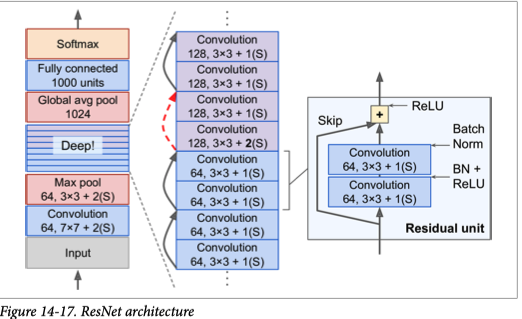 Softmax
Fully connected
1000 units
Global avg pool
1024
Deep!
Max pool
64, 3×3 + 2(S)
Convolution
64, 7×7 + 2(S)
Input
Convolution
128, 3×3 + 1(S)
Convolution
128, 3×3 + 1(S)
Convolution
128, 3×3 + 1(S)
Convolution
128, 3×3 + 2(S)
Convolution
64, 3×3 + 1(S)
Convolution
64, 3×3 + 1(S)
Convolution
64, 3×3 + 1(S)
Convolution
64, 3×3 + 1(S)
ReLU
+
Skip
Batch
Norm
Convolution
64, 3×3 + 1(S)
BN +
ReLU
Convolution
64, 3×3 + 1(S)
Residual unit
Figure 14-17. ResNet architecture